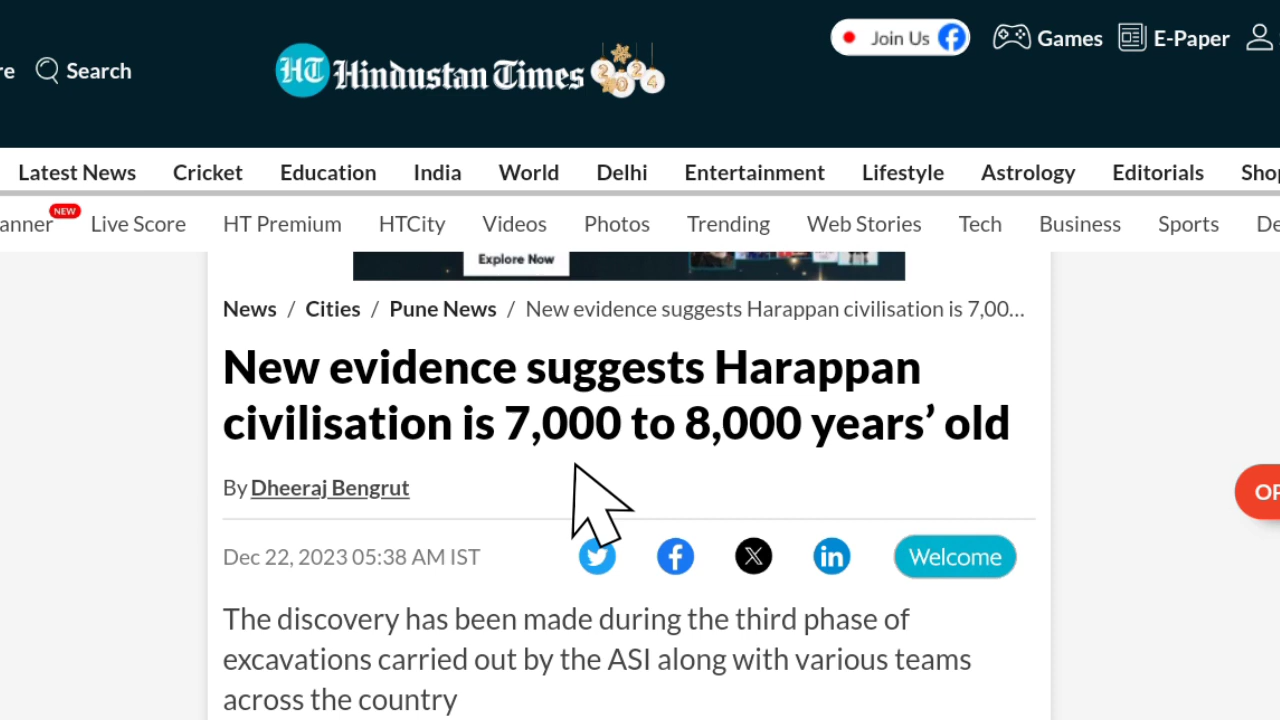 re
Search
HT Hindustan Times 2024
Join Us
Games
E-Paper
Latest News Cricket Education India World Delhi Entertainment Lifestyle Astrology Editorials Shop
anner NEW Live Score HT Premium HTCity Videos Photos Trending Web Stories Tech Business Sports De
Explore Now
News / Cities / Pune News / New evidence suggests Harappan civilisation is 7,00...
New evidence suggests Harappan
civilisation is 7,000 to 8,000 years’ old
By Dheeraj Bengrut
OP
Dec 22, 2023 05:38 AM IST
Welcome
The discovery has been made during the third phase of
excavations carried out by the ASI along with various teams
across the country